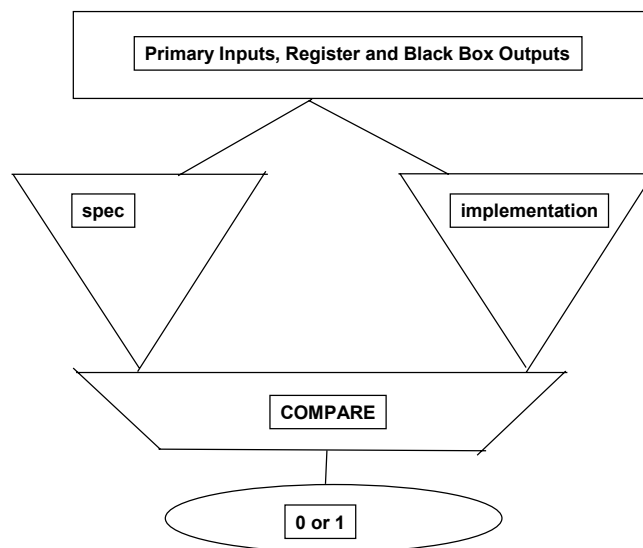 Primary Inputs, Register and Black Box Outputs
spec
implementation
COMPARE
0 or 1